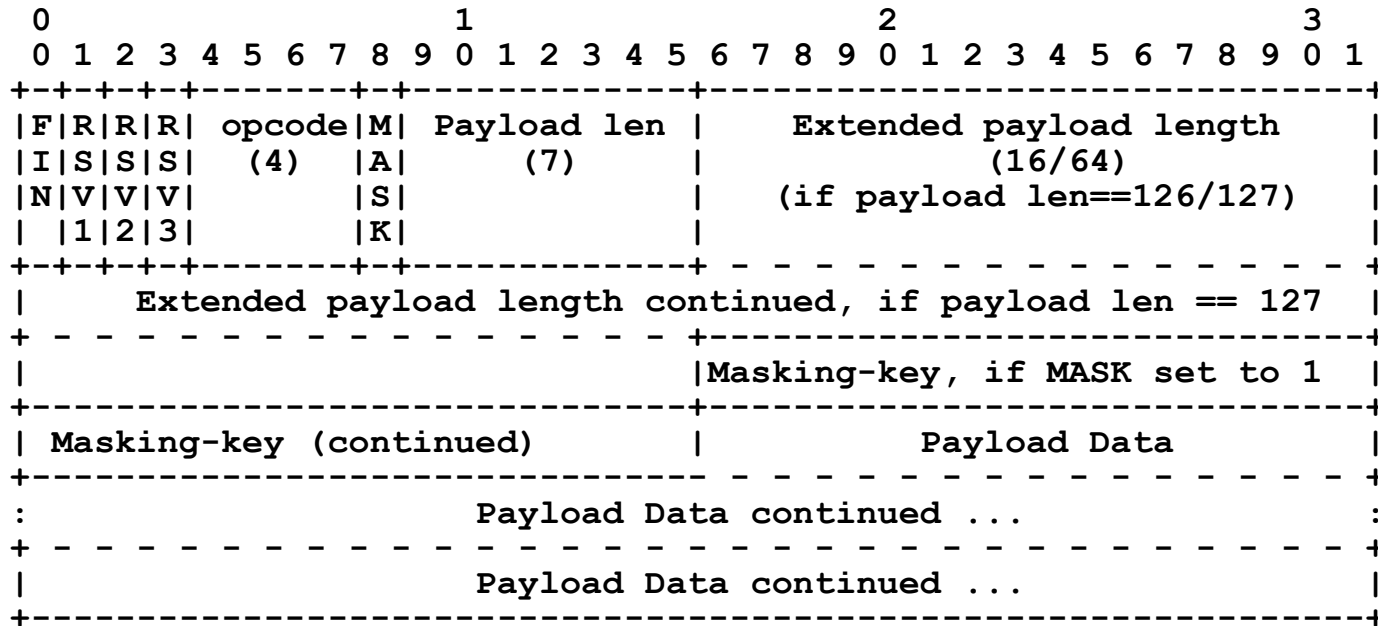 0                   1                   2                   3
 0 1 2 3 4 5 6 7 8 9 0 1 2 3 4 5 6 7 8 9 0 1 2 3 4 5 6 7 8 9 0 1
+-+-+-+-+-------+-+-------------+-------------------------------+
|F|R|R|R| opcode|M| Payload len |    Extended payload length    |
|I|S|S|S|  (4)  |A|     (7)     |             (16/64)           |
|N|V|V|V|       |S|             |   (if payload len==126/127)   |
| |1|2|3|       |K|             |                               |
+-+-+-+-+-------+-+-------------+ - - - - - - - - - - - - - - - +
|     Extended payload length continued, if payload len == 127  |
+ - - - - - - - - - - - - - - - +-------------------------------+
|                               |Masking-key, if MASK set to 1  |
+-------------------------------+-------------------------------+
| Masking-key (continued)       |          Payload Data         |
+-------------------------------- - - - - - - - - - - - - - - - +
:                     Payload Data continued ...                :
+ - - - - - - - - - - - - - - - - - - - - - - - - - - - - - - - +
|                     Payload Data continued ...                |
+---------------------------------------------------------------+